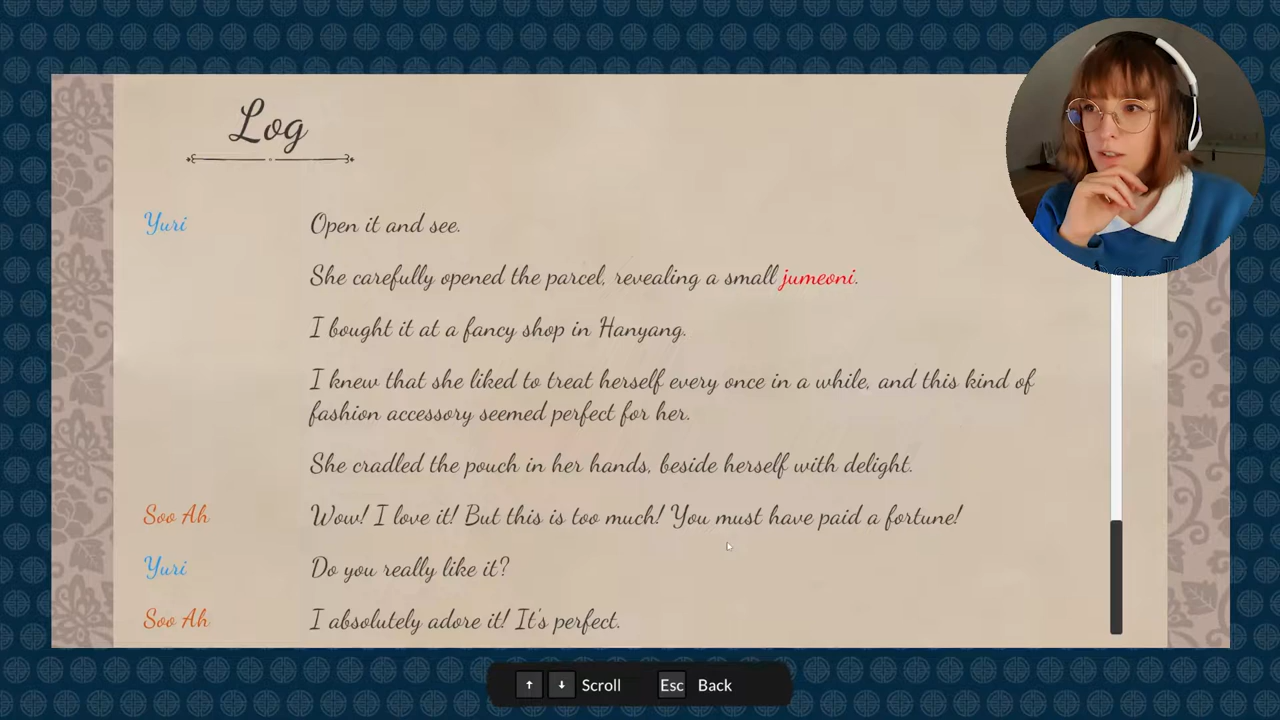 Log
Yuri Open it and see.
She carefully opened the parcel, revealing a small jumeoni.
I bought it at a fancy shop in Hanyang.
I knew that she liked to treat herself every once in a while, and this kind of
fashion accessory seemed perfect for her.
She cradled the pouch in her hands, beside herself with delight.
Soo Ah Wow! I love it! But this is too much! You must have paid a fortune!
Yuri Do you really like it?
Soo Ah I absolutely adore it! It's perfect.
↑ ↓ Scroll Esc Back